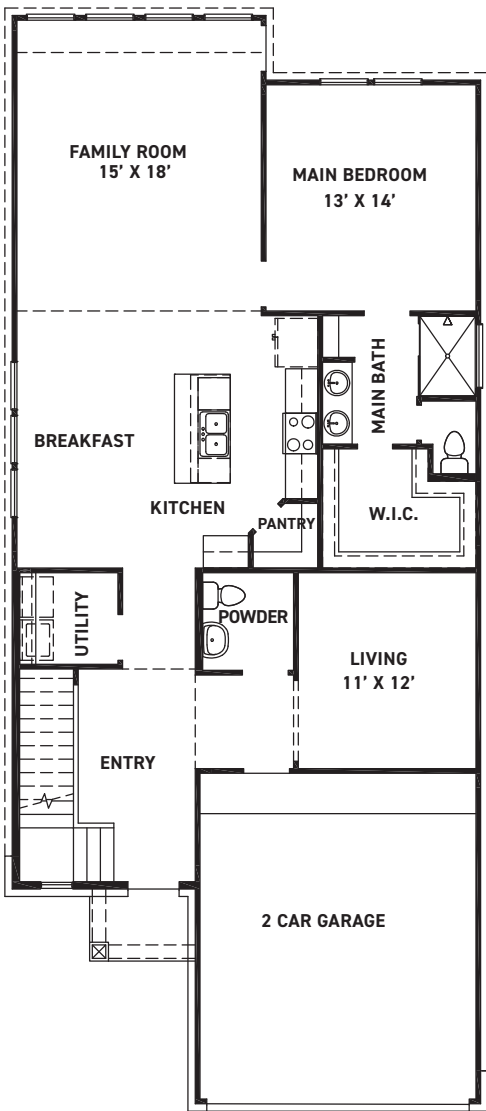 FAMILY ROOM
15’ X 18’
MAIN BEDROOM
13’ X 14’
MAIN BATH
BREAKFAST
KITCHEN
PANTRY
W.I.C.
UTILITY
POWDER
LIVING
11’ X 12’
ENTRY
2 CAR GARAGE